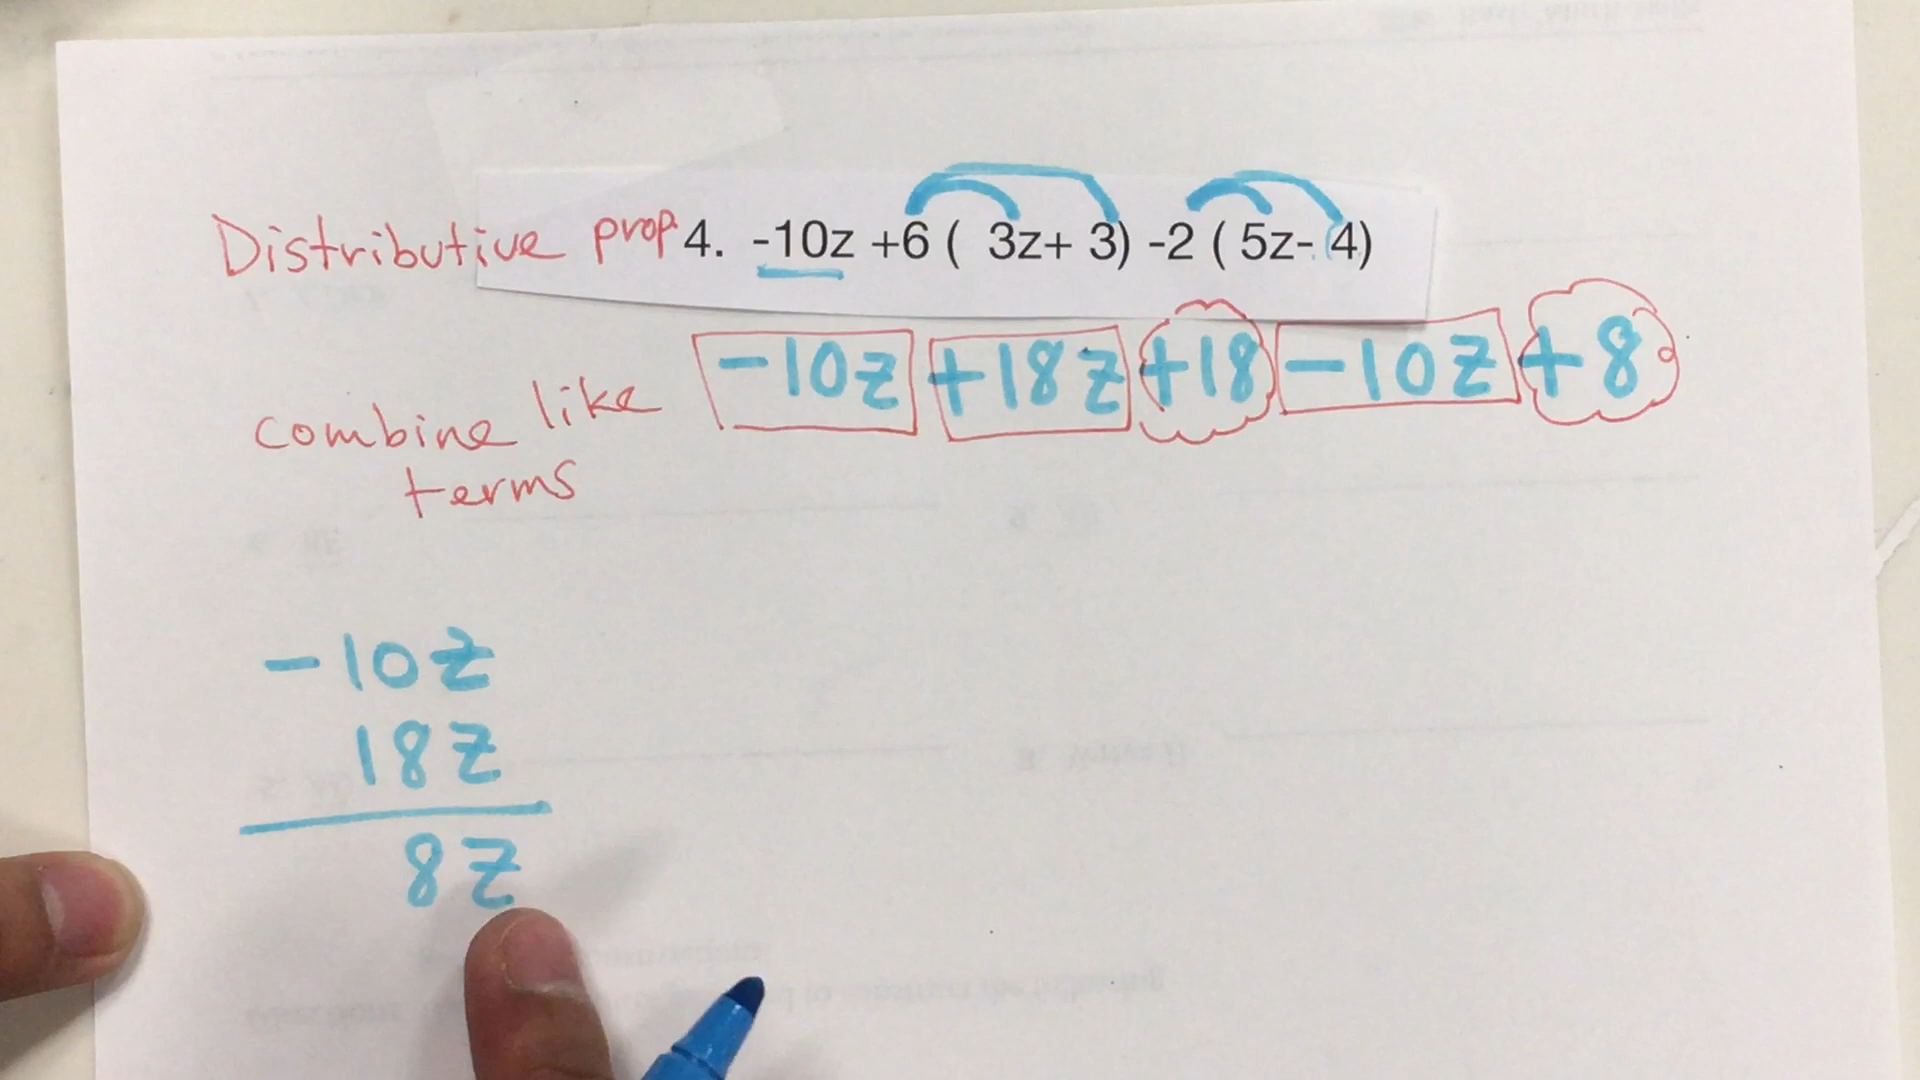 Distributive prop. 4. -10z +6 ( 3z+ 3) -2 ( 5z- 4)
-10z +18z +18 -10z +8
combine like
terms
-10z
18z
8z